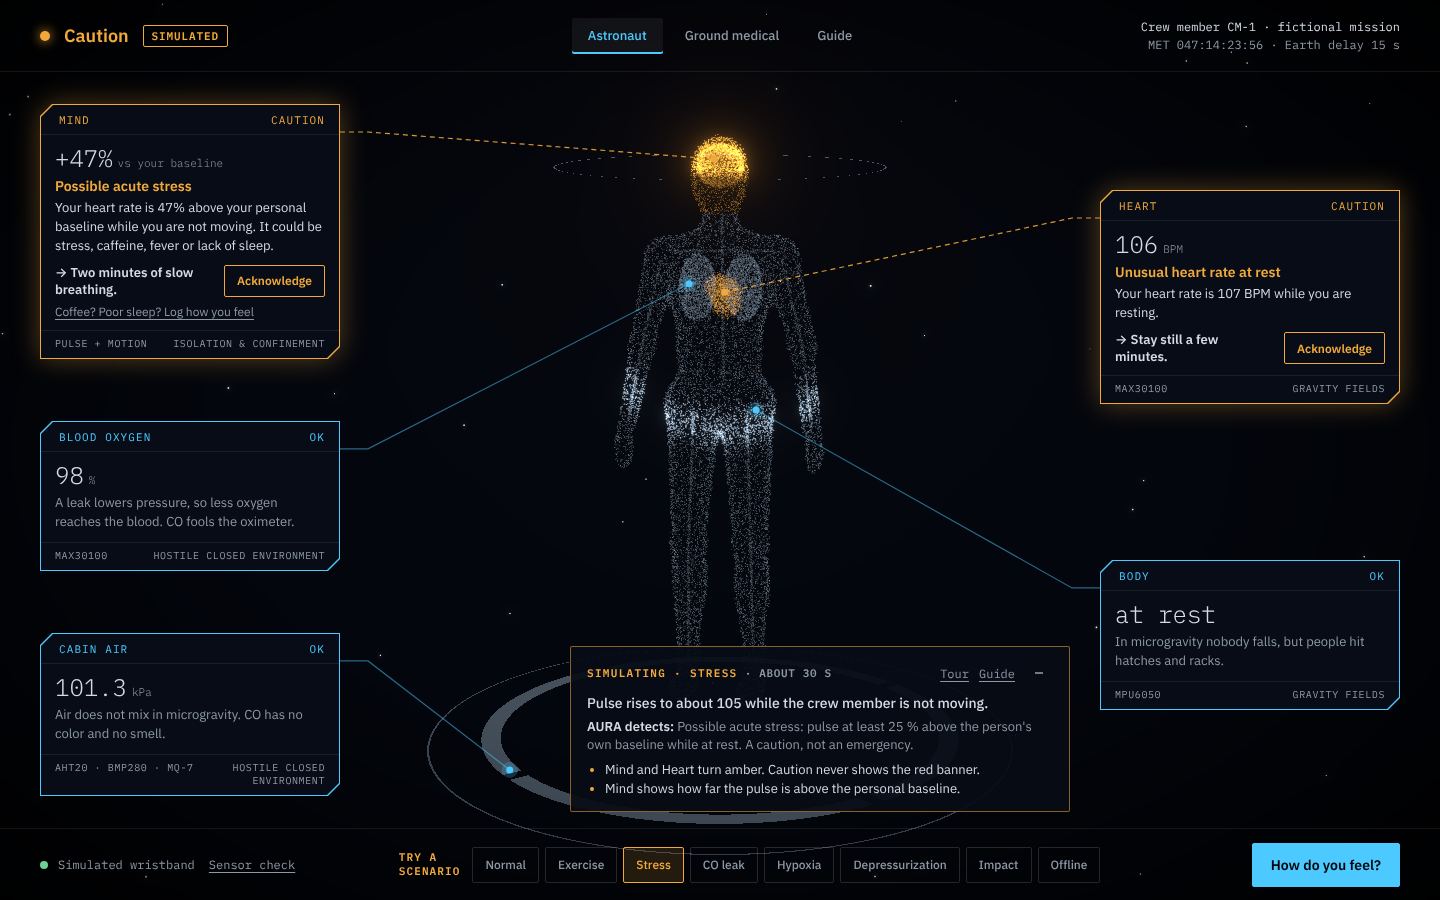 Caution
SIMULATED
Astronaut
Ground medical
Guide
Crew member CM-1 · fictional mission
MET 047:14:23:56 · Earth delay 15 s
MIND
CAUTION
+47% vs your baseline
Possible acute stress
Your heart rate is 47% above your personal
baseline while you are not moving. It could be
stress, caffeine, fever or lack of sleep.
→ Two minutes of slow
breathing.
Acknowledge
Coffee? Poor sleep? Log how you feel
PULSE + MOTION
ISOLATION & CONFINEMENT
HEART
CAUTION
106 BPM
Unusual heart rate at rest
Your heart rate is 107 BPM while you are
resting.
→ Stay still a few
minutes.
Acknowledge
MAX30100
GRAVITY FIELDS
BLOOD OXYGEN
OK
98 %
A leak lowers pressure, so less oxygen
reaches the blood. CO fools the oximeter.
MAX30100
HOSTILE CLOSED ENVIRONMENT
BODY
OK
at rest
In microgravity nobody falls, but people hit
hatches and racks.
MPU6050
GRAVITY FIELDS
CABIN AIR
OK
101.3 kPa
Air does not mix in microgravity. CO has no
color and no smell.
AHT20 · BMP280 · MQ-7
HOSTILE CLOSED
ENVIRONMENT
SIMULATING · STRESS · ABOUT 30 S
Tour
Guide
—
Pulse rises to about 105 while the crew member is not moving.
AURA detects: Possible acute stress: pulse at least 25 % above the person's
own baseline while at rest. A caution, not an emergency.
• Mind and Heart turn amber. Caution never shows the red banner.
• Mind shows how far the pulse is above the personal baseline.
Simulated wristband
Sensor check
TRY A
SCENARIO
Normal
Exercise
Stress
CO leak
Hypoxia
Depressurization
Impact
Offline
How do you feel?